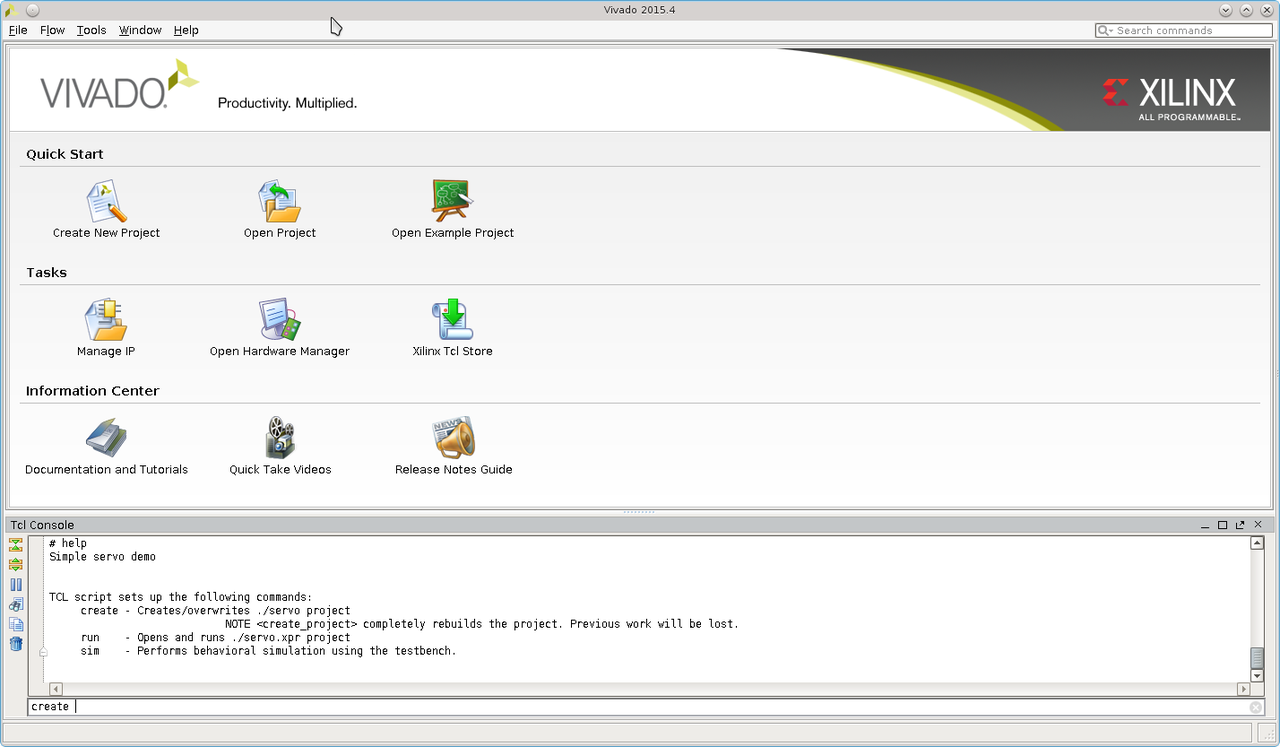 Vivado 2015.4
File Flow Tools Window Help
Search commands
VIVADO.
Productivity. Multiplied.
XILINX
ALL PROGRAMMABLE™
Quick Start
Create New Project
Open Project
Open Example Project
Tasks
Manage IP
Open Hardware Manager
Xilinx Tcl Store
Information Center
NEWS
Documentation and Tutorials
Quick Take Videos
Release Notes Guide
Tcl Console
# help
Simple servo demo
TCL script sets up the following commands:
create - Creates/overwrites ./servo project
NOTE <create_project> completely rebuilds the project. Previous work will be lost.
run - Opens and runs ./servo.xpr project
sim - Performs behavioral simulation using the testbench.
create